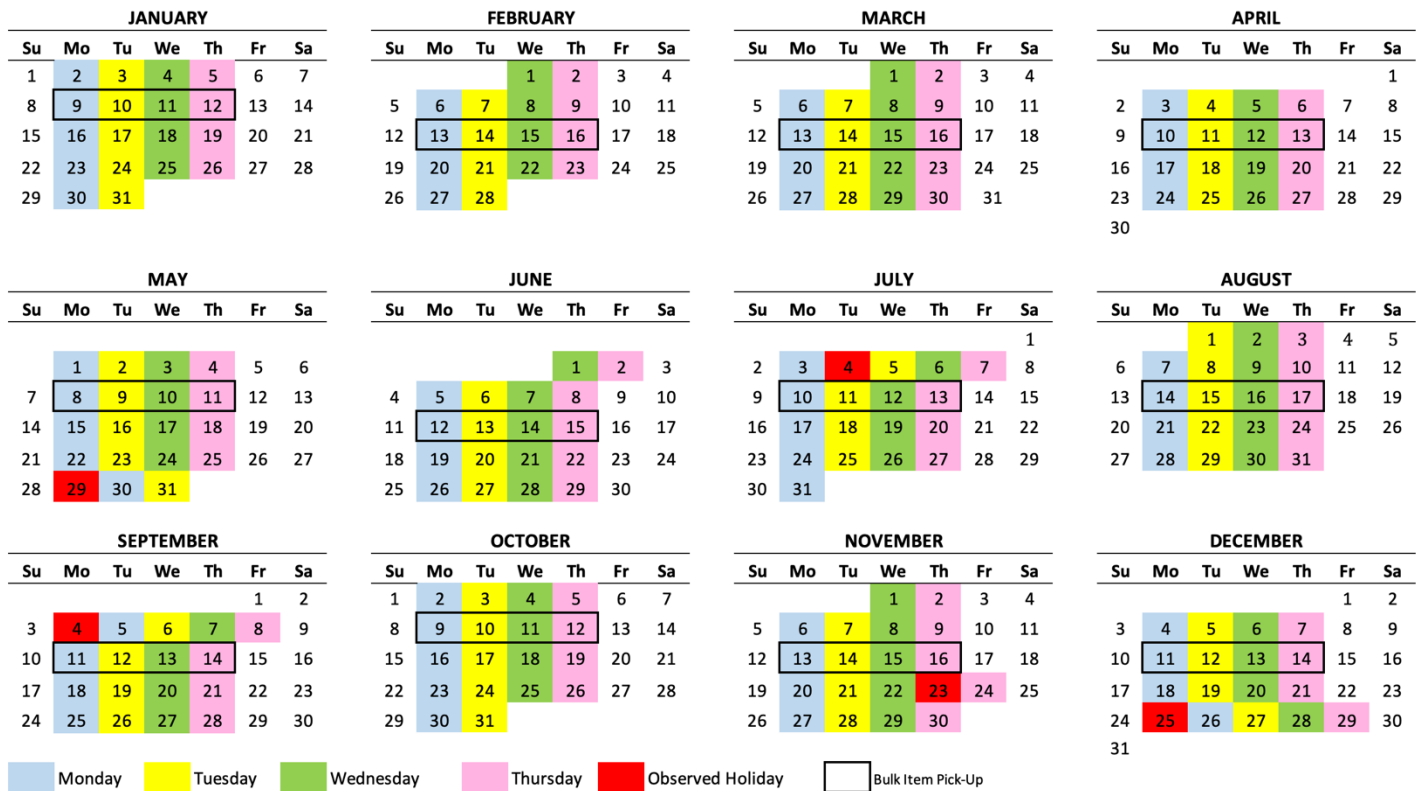 JANUARY FEBRUARY MARCH APRIL
Su Mo Tu We Th Fr Sa Su Mo Tu We Th Fr Sa Su Mo Tu We Th Fr Sa Su Mo Tu We Th Fr Sa
1 2 3 4 5 6 7 1 2 3 4 1 2 3 4 1
8 9 10 11 12 13 14 5 6 7 8 9 10 11 5 6 7 8 9 10 11 2 3 4 5 6 7 8
15 16 17 18 19 20 21 12 13 14 15 16 17 18 12 13 14 15 16 17 18 9 10 11 12 13 14 15
22 23 24 25 26 27 28 19 20 21 22 23 24 25 19 20 21 22 23 24 25 16 17 18 19 20 21 22
29 30 31 26 27 28 26 27 28 29 30 31 23 24 25 26 27 28 29
30
MAY JUNE JULY AUGUST
Su Mo Tu We Th Fr Sa Su Mo Tu We Th Fr Sa Su Mo Tu We Th Fr Sa Su Mo Tu We Th Fr Sa
1 1 2 3 4 5
1 2 3 4 5 6 1 2 3 2 3 4 5 6 7 8 6 7 8 9 10 11 12
7 8 9 10 11 12 13 4 5 6 7 8 9 10 9 10 11 12 13 14 15 13 14 15 16 17 18 19
14 15 16 17 18 19 20 11 12 13 14 15 16 17 16 17 18 19 20 21 22 20 21 22 23 24 25 26
21 22 23 24 25 26 27 18 19 20 21 22 23 24 23 24 25 26 27 28 29 27 28 29 30 31
28 29 30 31 25 26 27 28 29 30 30 31
SEPTEMBER OCTOBER NOVEMBER DECEMBER
Su Mo Tu We Th Fr Sa Su Mo Tu We Th Fr Sa Su Mo Tu We Th Fr Sa Su Mo Tu We Th Fr Sa
1 2 1 2 3 4 5 6 7 1 2 3 4 1 2
3 4 5 6 7 8 9 8 9 10 11 12 13 14 5 6 7 8 9 10 11 3 4 5 6 7 8 9
10 11 12 13 14 15 16 15 16 17 18 19 20 21 12 13 14 15 16 17 18 10 11 12 13 14 15 16
17 18 19 20 21 22 23 22 23 24 25 26 27 28 19 20 21 22 23 24 25 17 18 19 20 21 22 23
24 25 26 27 28 29 30 29 30 31 26 27 28 29 30 24 25 26 27 28 29 30
31
Monday Tuesday Wednesday Thursday Observed Holiday Bulk Item Pick-Up